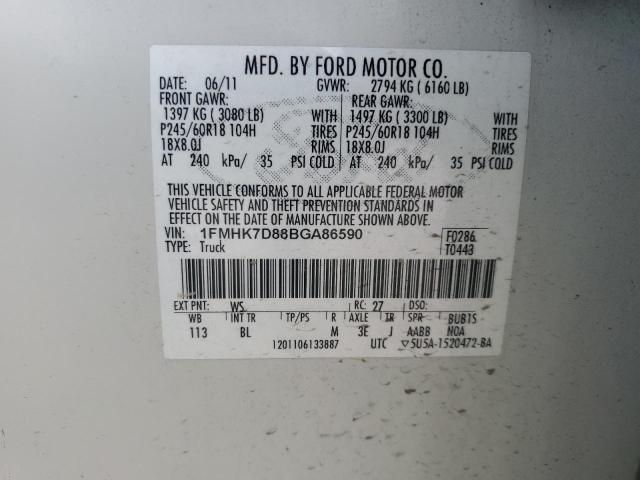 MFD. BY FORD MOTOR CO.
DATE: 06/11 GVWR: 2794 KG ( 6160 LB)
FRONT GAWR: REAR GAWR:
1397 KG ( 3080 LB) WITH 1497 KG ( 3300 LB) WITH
P245/60R18 104H TIRES P245/60R18 104H TIRES
18X8.0J RIMS 18X8.0J RIMS
AT 240 kPa/ 35 PSI COLD AT 240 kPa/ 35 PSI COLD
THIS VEHICLE CONFORMS TO ALL APPLICABLE FEDERAL MOTOR
VEHICLE SAFETY AND THEFT PREVENTION STANDARDS IN
EFFECT ON THE DATE OF MANUFACTURE SHOWN ABOVE.
VIN: 1FMHK7D88BGA86590 F0286
TYPE: Truck T0443
EXT PNT: WS RC: 27 DSO:
WB INT TR TP/PS R AXLE TR SPR BUB1S
113 BL M 3E J AABB NOA
1201106133887 UTC ▽5U5A-1520472-BA